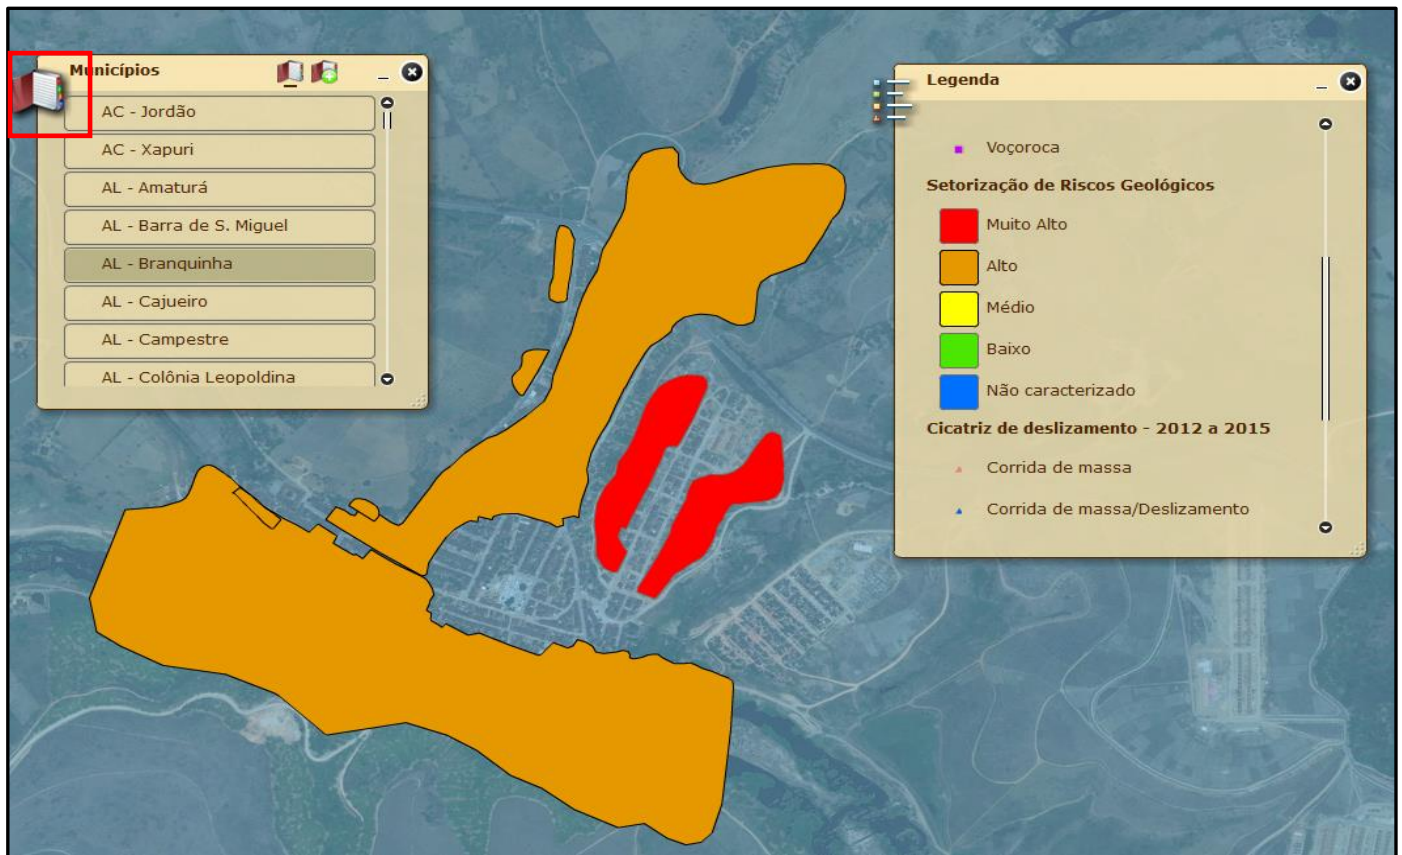 Municípios
AC - Jordão
AC - Xapuri
AL - Amaturá
AL - Barra de S. Miguel
AL - Branquinha
AL - Cajueiro
AL - Campestre
AL - Colônia Leopoldina
Legenda
Voçoroca
Setorização de Riscos Geológicos
Muito Alto
Alto
Médio
Baixo
Não caracterizado
Cicatriz de deslizamento - 2012 a 2015
Corrida de massa
Corrida de massa/Deslizamento